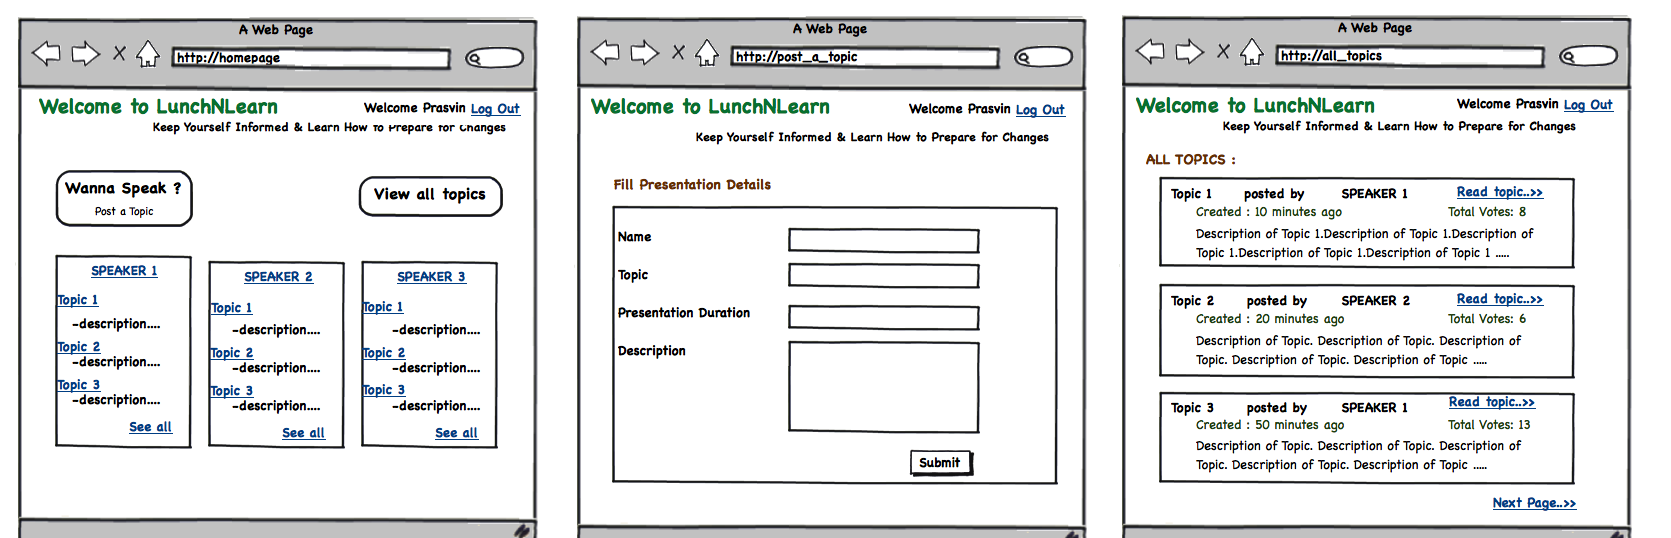 A Web Page
http://homepage
Welcome to LunchNLearn
Welcome Prasvin Log Out
Keep Yourself Informed & Learn How to Prepare for Changes
Wanna Speak ?
Post a Topic
View all topics
SPEAKER 1
Topic 1
-description....
Topic 2
-description....
Topic 3
-description....
See all
SPEAKER 2
Topic 1
-description....
Topic 2
-description....
Topic 3
-description....
See all
SPEAKER 3
Topic 1
-description....
Topic 2
-description....
Topic 3
-description....
See all
A Web Page
http://post_a_topic
Welcome to LunchNLearn
Welcome Prasvin Log Out
Keep Yourself Informed & Learn How to Prepare for Changes
Fill Presentation Details
Name
Topic
Presentation Duration
Description
Submit
A Web Page
http://all_topics
Welcome to LunchNLearn
Welcome Prasvin Log Out
Keep Yourself Informed & Learn How to Prepare for Changes
ALL TOPICS :
Topic 1 posted by SPEAKER 1 Read topic..>>
Created : 10 minutes ago Total Votes: 8
Description of Topic 1.Description of Topic 1.Description of
Topic 1.Description of Topic 1.Description of Topic 1 .....
Topic 2 posted by SPEAKER 2 Read topic..>>
Created : 20 minutes ago Total Votes: 6
Description of Topic. Description of Topic. Description of
Topic. Description of Topic. Description of Topic .....
Topic 3 posted by SPEAKER 1 Read topic..>>
Created : 50 minutes ago Total Votes: 13
Description of Topic. Description of Topic. Description of
Topic. Description of Topic. Description of Topic .....
Next Page..>>